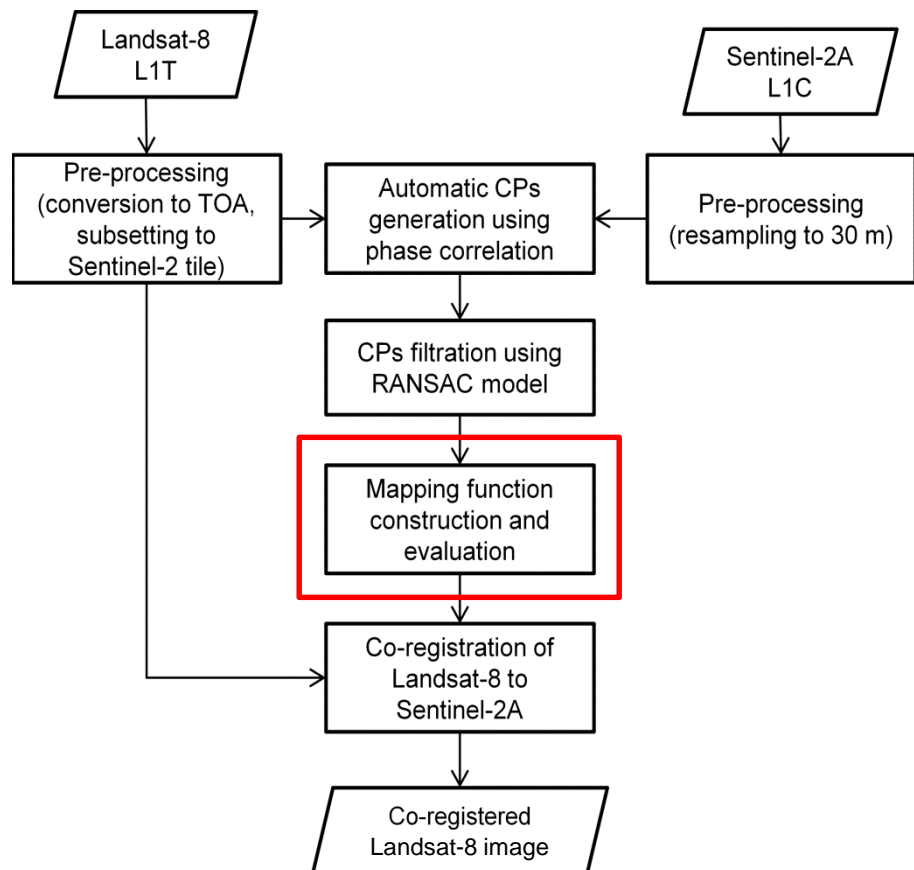 Landsat-8
L1T
Sentinel-2A
L1C
Pre-processing
(conversion to TOA,
subsetting to
Sentinel-2 tile)
Automatic CPs
generation using
phase correlation
Pre-processing
(resampling to 30 m)
CPs filtration using
RANSAC model
Mapping function
construction and
evaluation
Co-registration of
Landsat-8 to
Sentinel-2A
Co-registered
Landsat-8 image